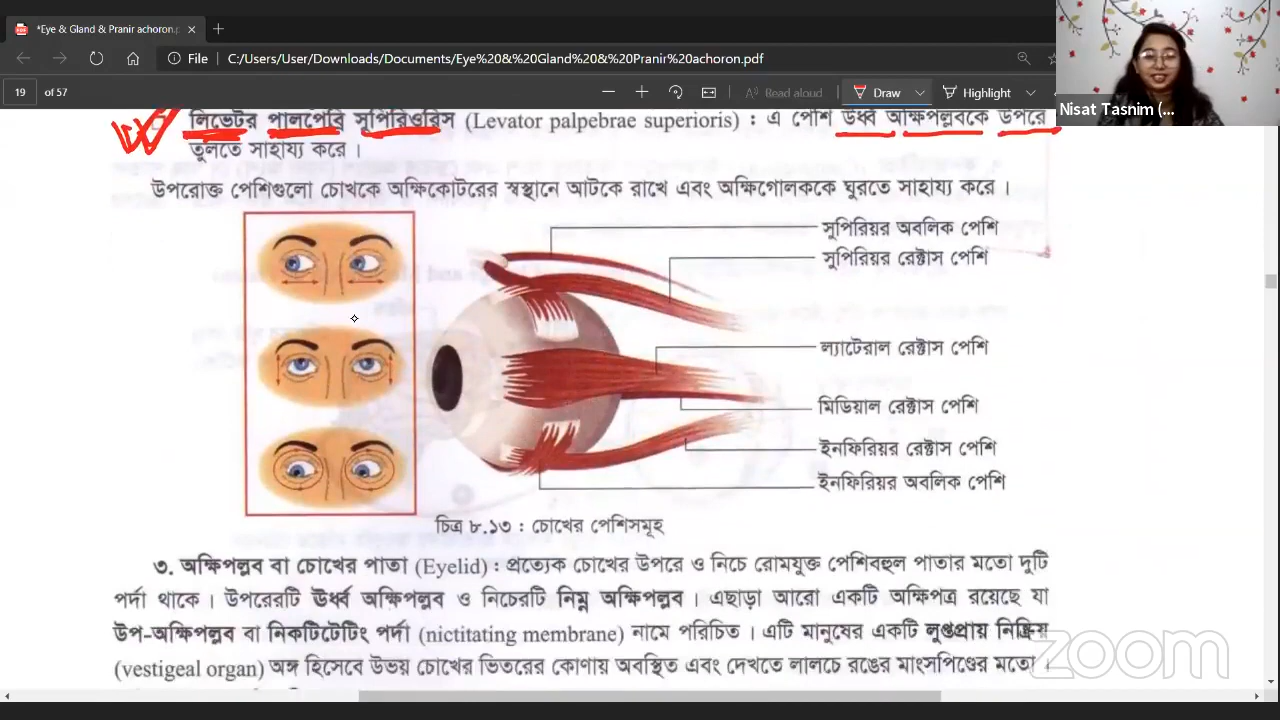 *Eye & Gland & Pranir achoron.p
File
C:/Users/User/Downloads/Documents/Eye%20&%20Gland%20&%20Pranir%20achoron.pdf
19 of 57
Read aloud
Draw
Highlight
Nisat Tasnim (...
লিভেটর পালপেব্রি সুপিরিওরিস (Levator palpebrae superioris) : এ পেশি ঊর্ধ্ব অক্ষিপল্লবকে উপরে
তুলতে সাহায্য করে ।
উপরোক্ত পেশিগুলো চোখকে অক্ষিকোটরের স্বস্থানে আটকে রাখে এবং অক্ষিগোলককে ঘুরতে সাহায্য করে ।
সুপিরিয়র অবলিক পেশি
সুপিরিয়র রেক্টাস পেশি
ল্যাটেরাল রেক্টাস পেশি
মিডিয়াল রেক্টাস পেশি
ইনফিরিয়র রেক্টাস পেশি
ইনফিরিয়র অবলিক পেশি
চিত্র ৮.১৩ : চোখের পেশিসমূহ
৩. অক্ষিপল্লব বা চোখের পাতা (Eyelid) : প্রত্যেক চোখের উপরে ও নিচে রোমযুক্ত পেশিবহুল পাতার মতো দুটি
পর্দা থাকে । উপরেরটি ঊর্ধ্ব অক্ষিপল্লব ও নিচেরটি নিম্ন অক্ষিপল্লব । এছাড়া আরো একটি অক্ষিপত্র রয়েছে যা
উপ-অক্ষিপল্লব বা নিকটিটেটিং পর্দা (nictitating membrane) নামে পরিচিত । এটি মানুষের একটি লুপ্তপ্রায় নিষ্ক্রিয়
(vestigeal organ) অঙ্গ হিসেবে উভয় চোখের ভিতরের কোণায় অবস্থিত এবং দেখতে লালচে রঙের মাংসপিণ্ডের মতো ।
zoom